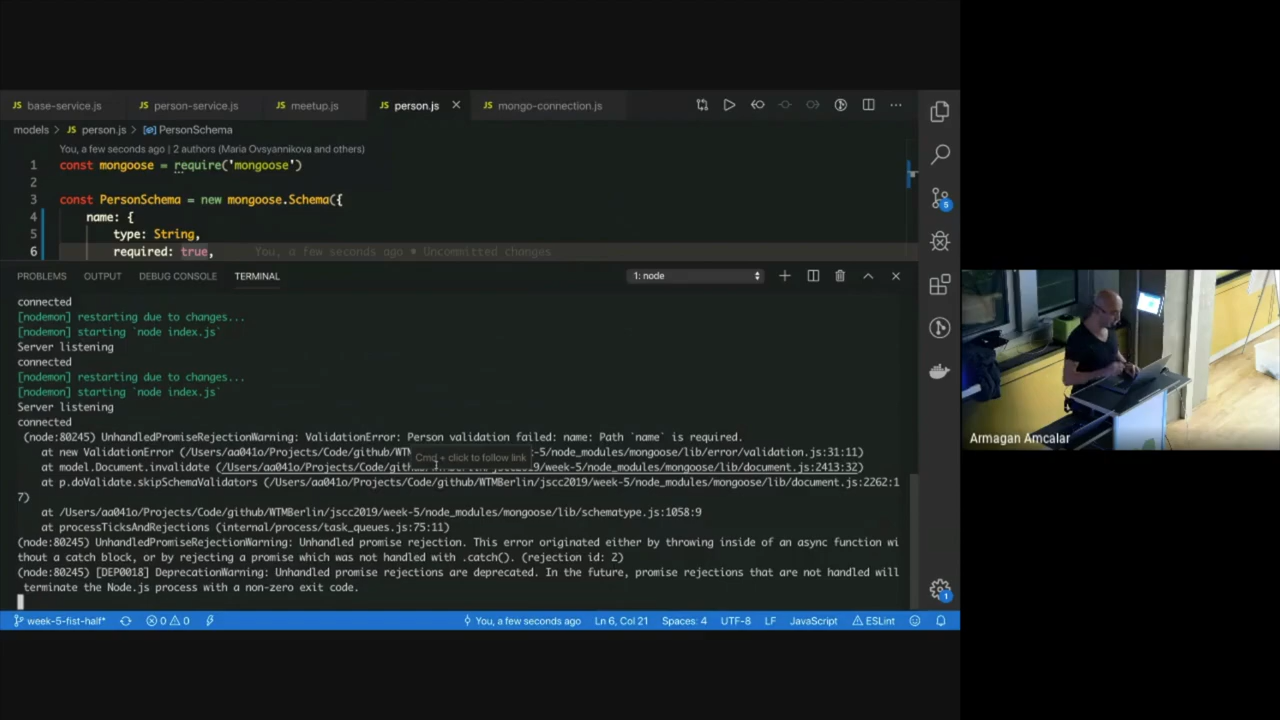 base-service.js person-service.js meetup.js person.js mongo-connection.js
models > person.js > PersonSchema
You, a few seconds ago | 2 authors (Maria Ovsyannikova and others)
1 const mongoose = require('mongoose')
2
3 const PersonSchema = new mongoose.Schema({
4 name: {
5 type: String,
6 required: true, You, a few seconds ago • Uncommitted changes
PROBLEMS OUTPUT DEBUG CONSOLE TERMINAL 1: node
connected
[nodemon] restarting due to changes...
[nodemon] starting `node index.js`
Server listening
connected
[nodemon] restarting due to changes...
[nodemon] starting `node index.js`
Server listening
connected
(node:80245) UnhandledPromiseRejectionWarning: ValidationError: Person validation failed: name: Path `name` is required.
at new ValidationError (/Users/aa041o/Projects/Code/github/WT -5/node_modules/mongoose/lib/error/validation.js:31:11)
Cmd + click to follow link
at model.Document.invalidate (/Users/aa041o/Projects/Code/github/WTMBerlin/jscc2019/week-5/node_modules/mongoose/lib/document.js:2413:32)
at p.doValidate.skipSchemaValidators (/Users/aa041o/Projects/Code/github/WTMBerlin/jscc2019/week-5/node_modules/mongoose/lib/document.js:2262:1
7)
at /Users/aa041o/Projects/Code/github/WTMBerlin/jscc2019/week-5/node_modules/mongoose/lib/schematype.js:1058:9
at processTicksAndRejections (internal/process/task_queues.js:75:11)
(node:80245) UnhandledPromiseRejectionWarning: Unhandled promise rejection. This error originated either by throwing inside of an async function wi
thout a catch block, or by rejecting a promise which was not handled with .catch(). (rejection id: 2)
(node:80245) [DEP0018] DeprecationWarning: Unhandled promise rejections are deprecated. In the future, promise rejections that are not handled will
terminate the Node.js process with a non-zero exit code.
week-5-fist-half* 0 0 You, a few seconds ago Ln 6, Col 21 Spaces: 4 UTF-8 LF JavaScript ESLint
5
1
Armagan Amcalar